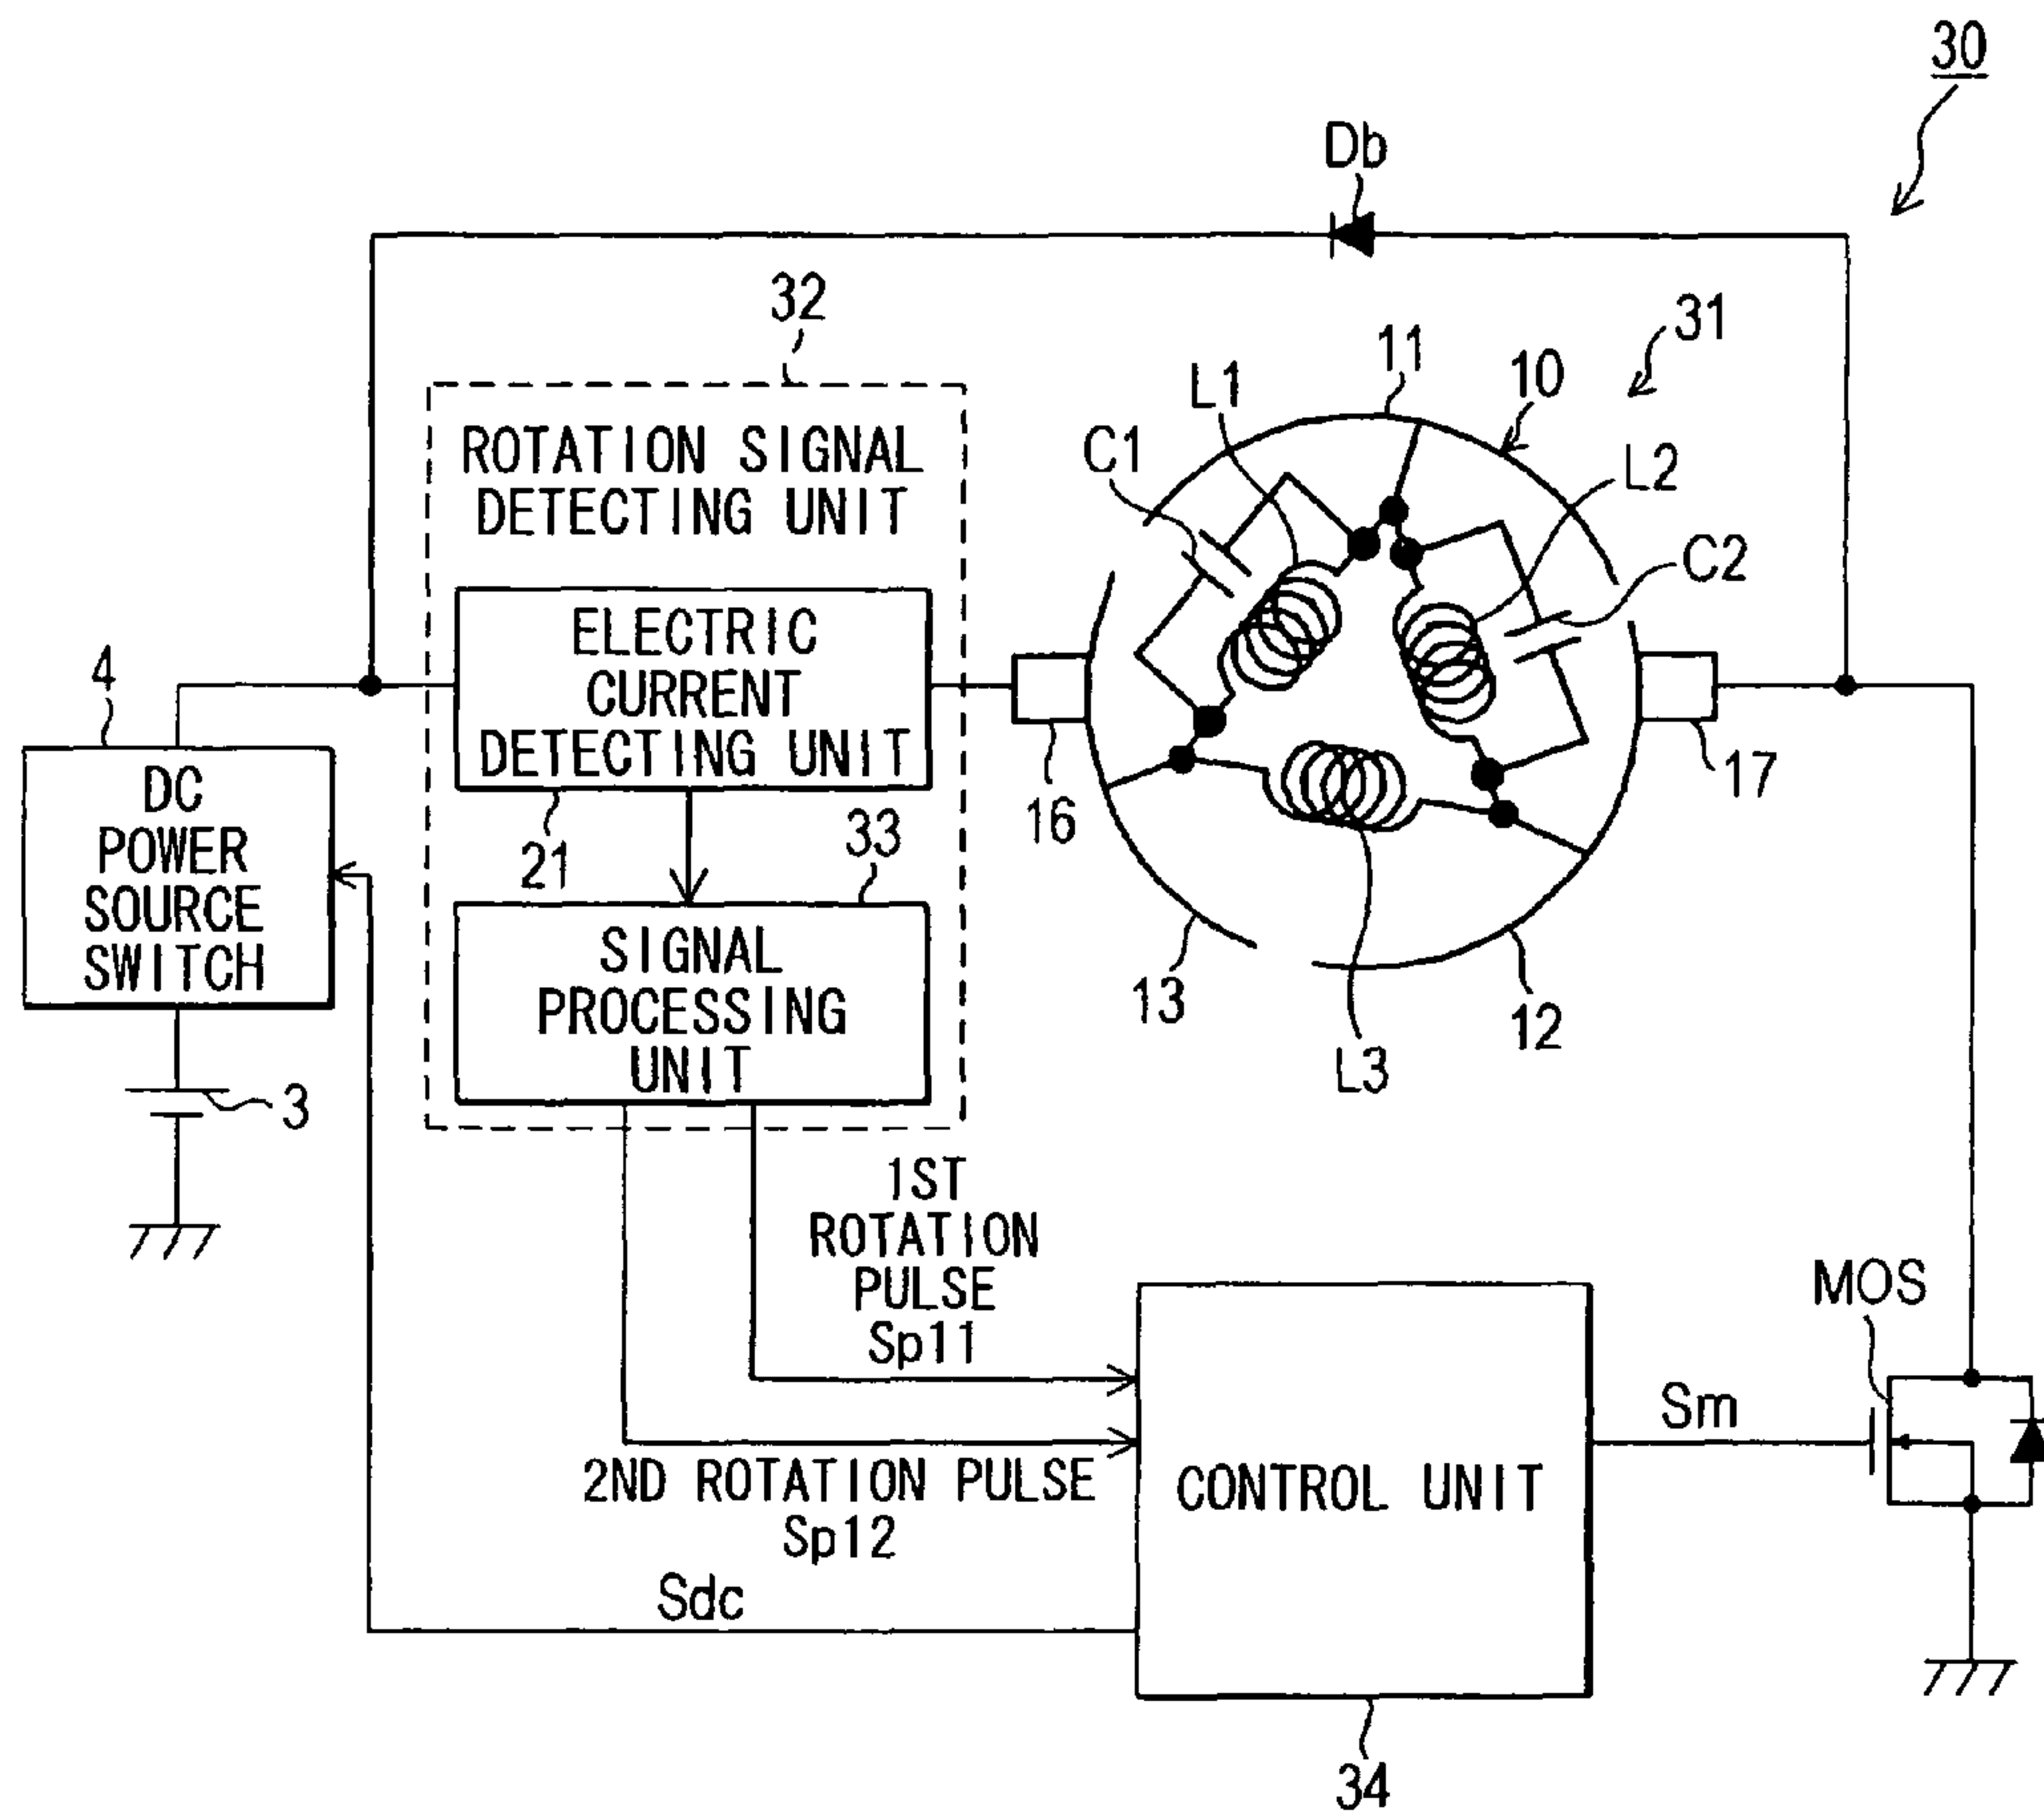 30
Db
32
31
11
10
L1
C1
L2
C2
ROTATION SIGNAL
DETECTING UNIT
ELECTRIC
CURRENT
DETECTING UNIT
4
DC
POWER
SOURCE
SWITCH
16
17
21
33
SIGNAL
PROCESSING
UNIT
13
12
L3
3
1ST
ROTATION
PULSE
Sp11
MOS
Sm
2ND ROTATION PULSE
Sp12
CONTROL UNIT
Sdc
34